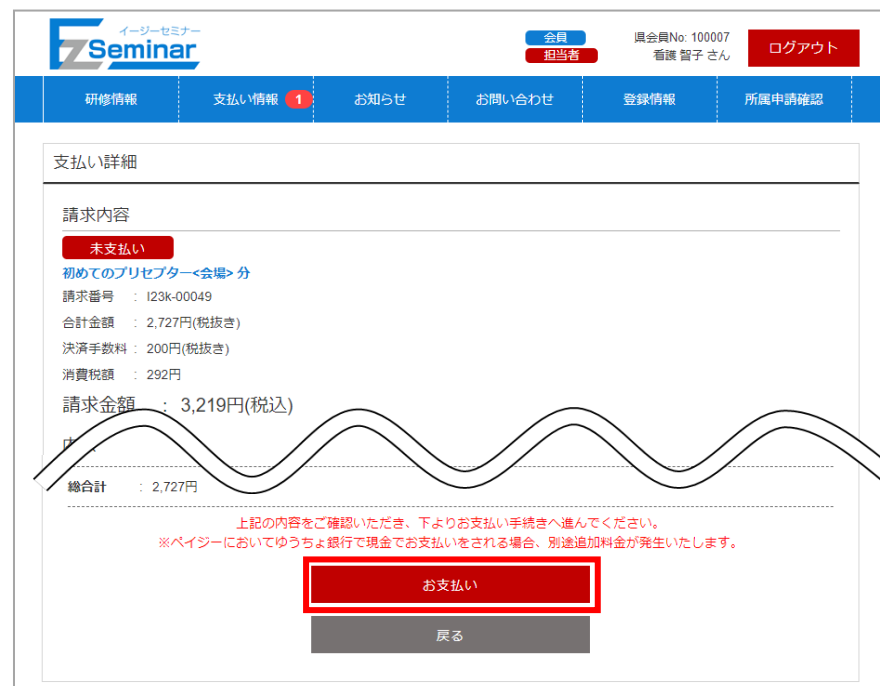 イージーセミナー
EZSeminar
会員
担当者
県会員No: 100007
看護 智子 さん
ログアウト
研修情報
支払い情報 1
お知らせ
お問い合わせ
登録情報
所属申請確認
支払い詳細
請求内容
未支払い
初めてのプリセプター<会場> 分
請求番号 : I23k-00049
合計金額 : 2,727円(税抜き)
決済手数料 : 200円(税抜き)
消費税額 : 292円
請求金額 : 3,219円(税込)
総合計 : 2,727円
上記の内容をご確認いただき、下よりお支払い手続きへ進んでください。
※ペイジーにおいてゆうちょ銀行で現金でお支払いをされる場合、別途追加料金が発生いたします。
お支払い
戻る